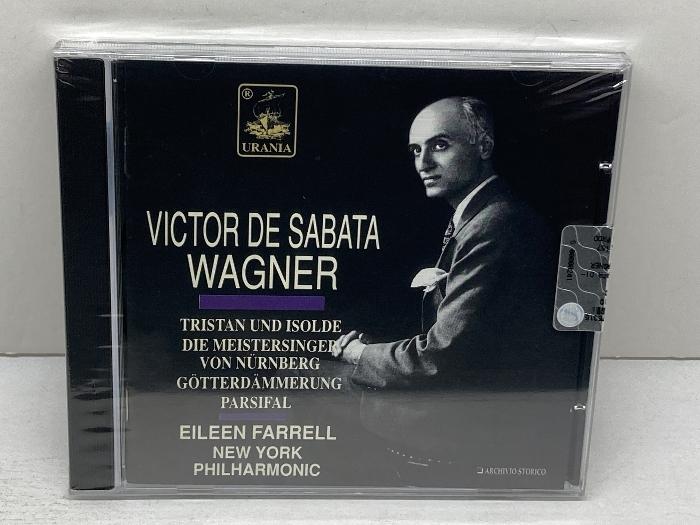 ®
URANIA
VICTOR DE SABATA
WAGNER
TRISTAN UND ISOLDE
DIE MEISTERSINGER
VON NÜRNBERG
GÖTTERDÄMMERUNG
PARSIFAL
EILEEN FARRELL
NEW YORK
PHILHARMONIC
ARCHIVIO STORICO